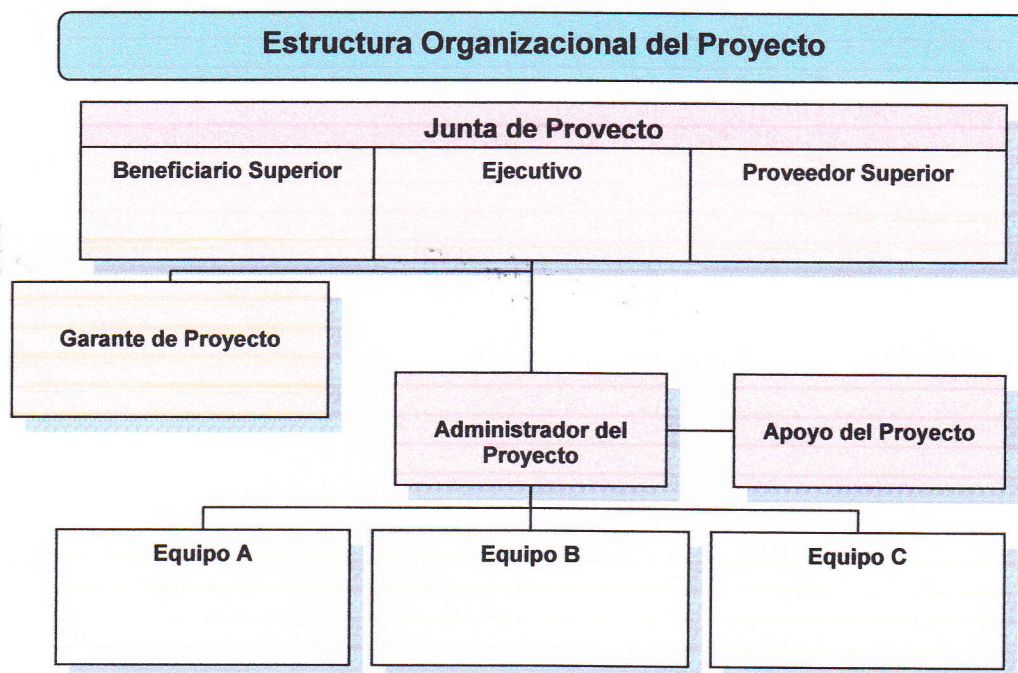 Estructura Organizacional del Proyecto
Junta de Provecto
Beneficiario Superior
Ejecutivo
Proveedor Superior
Garante de Proyecto
Administrador del
Proyecto
Apoyo del Proyecto
Equipo A
Equipo B
Equipo C